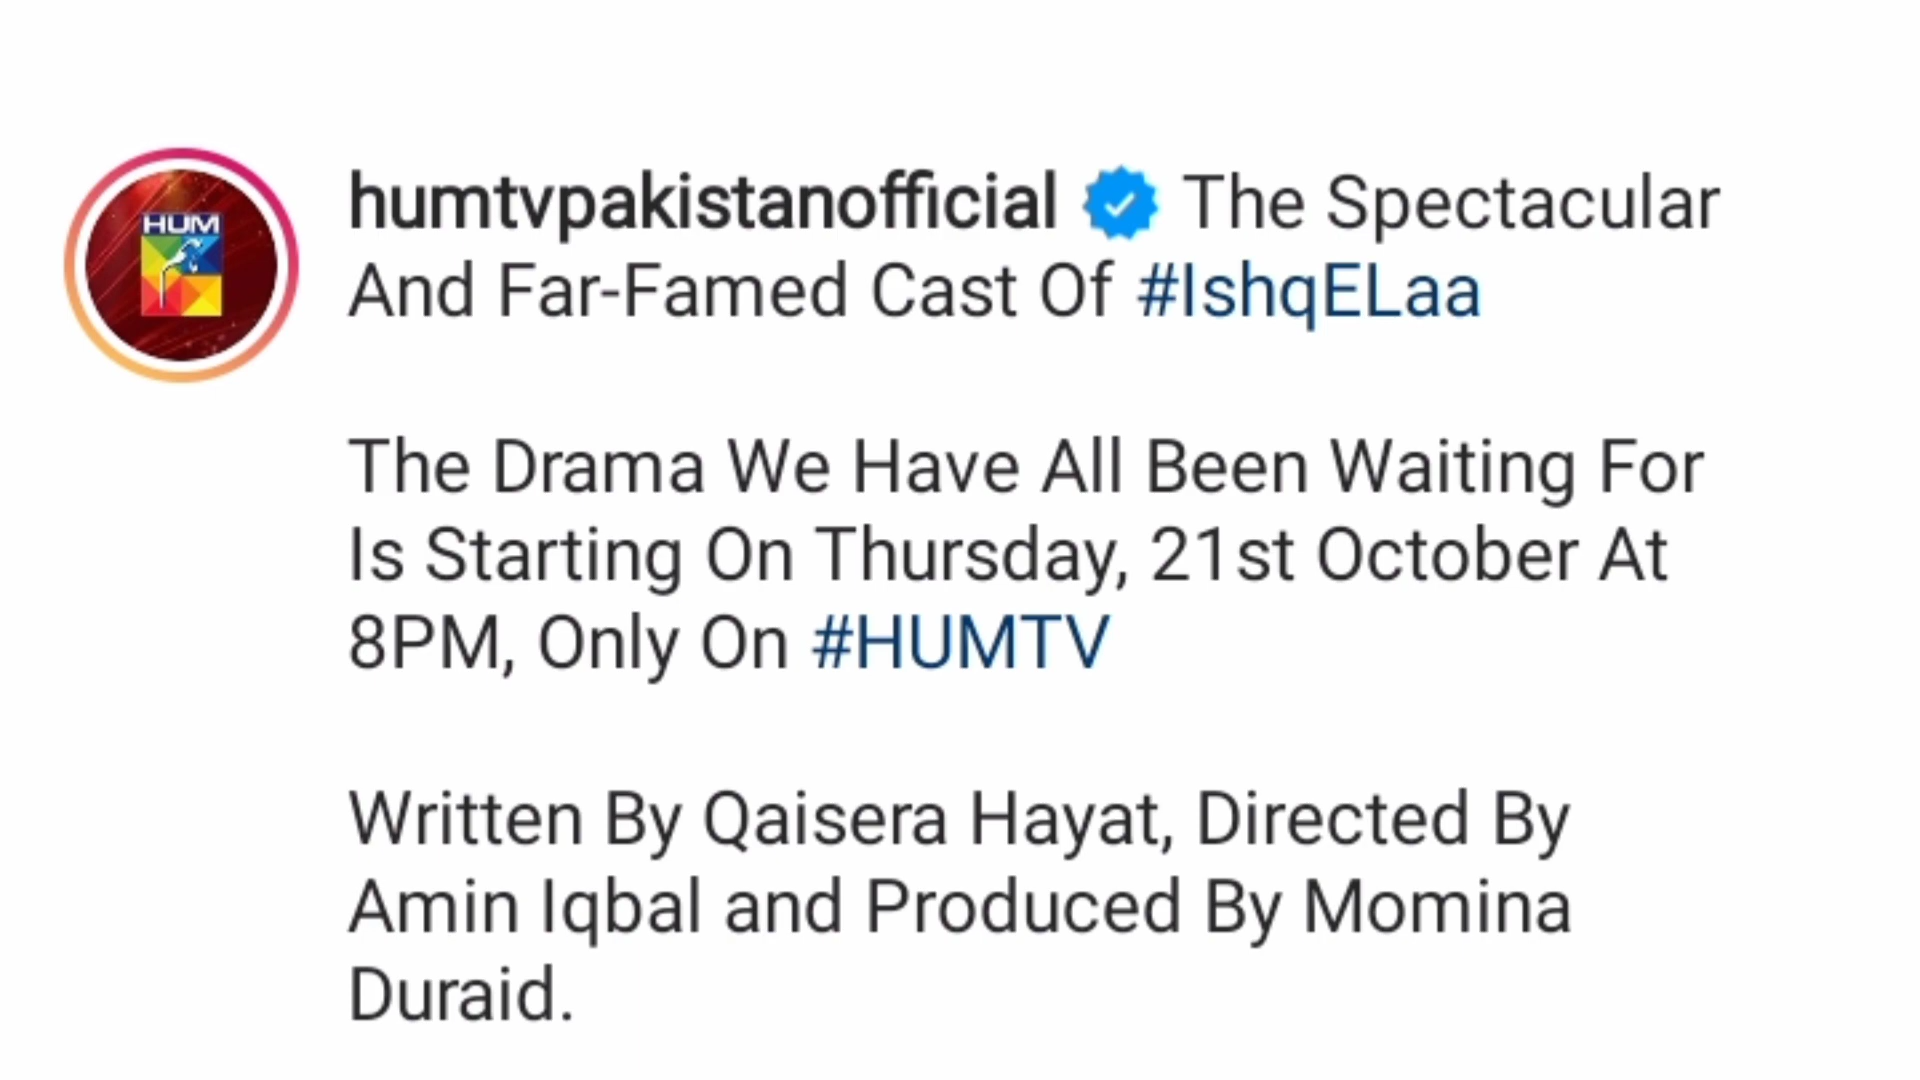 HUM
humtvpakistanofficial The Spectacular
And Far-Famed Cast Of #IshqELaa
The Drama We Have All Been Waiting For
Is Starting On Thursday, 21st October At
8PM, Only On #HUMTV
Written By Qaisera Hayat, Directed By
Amin Iqbal and Produced By Momina
Duraid.